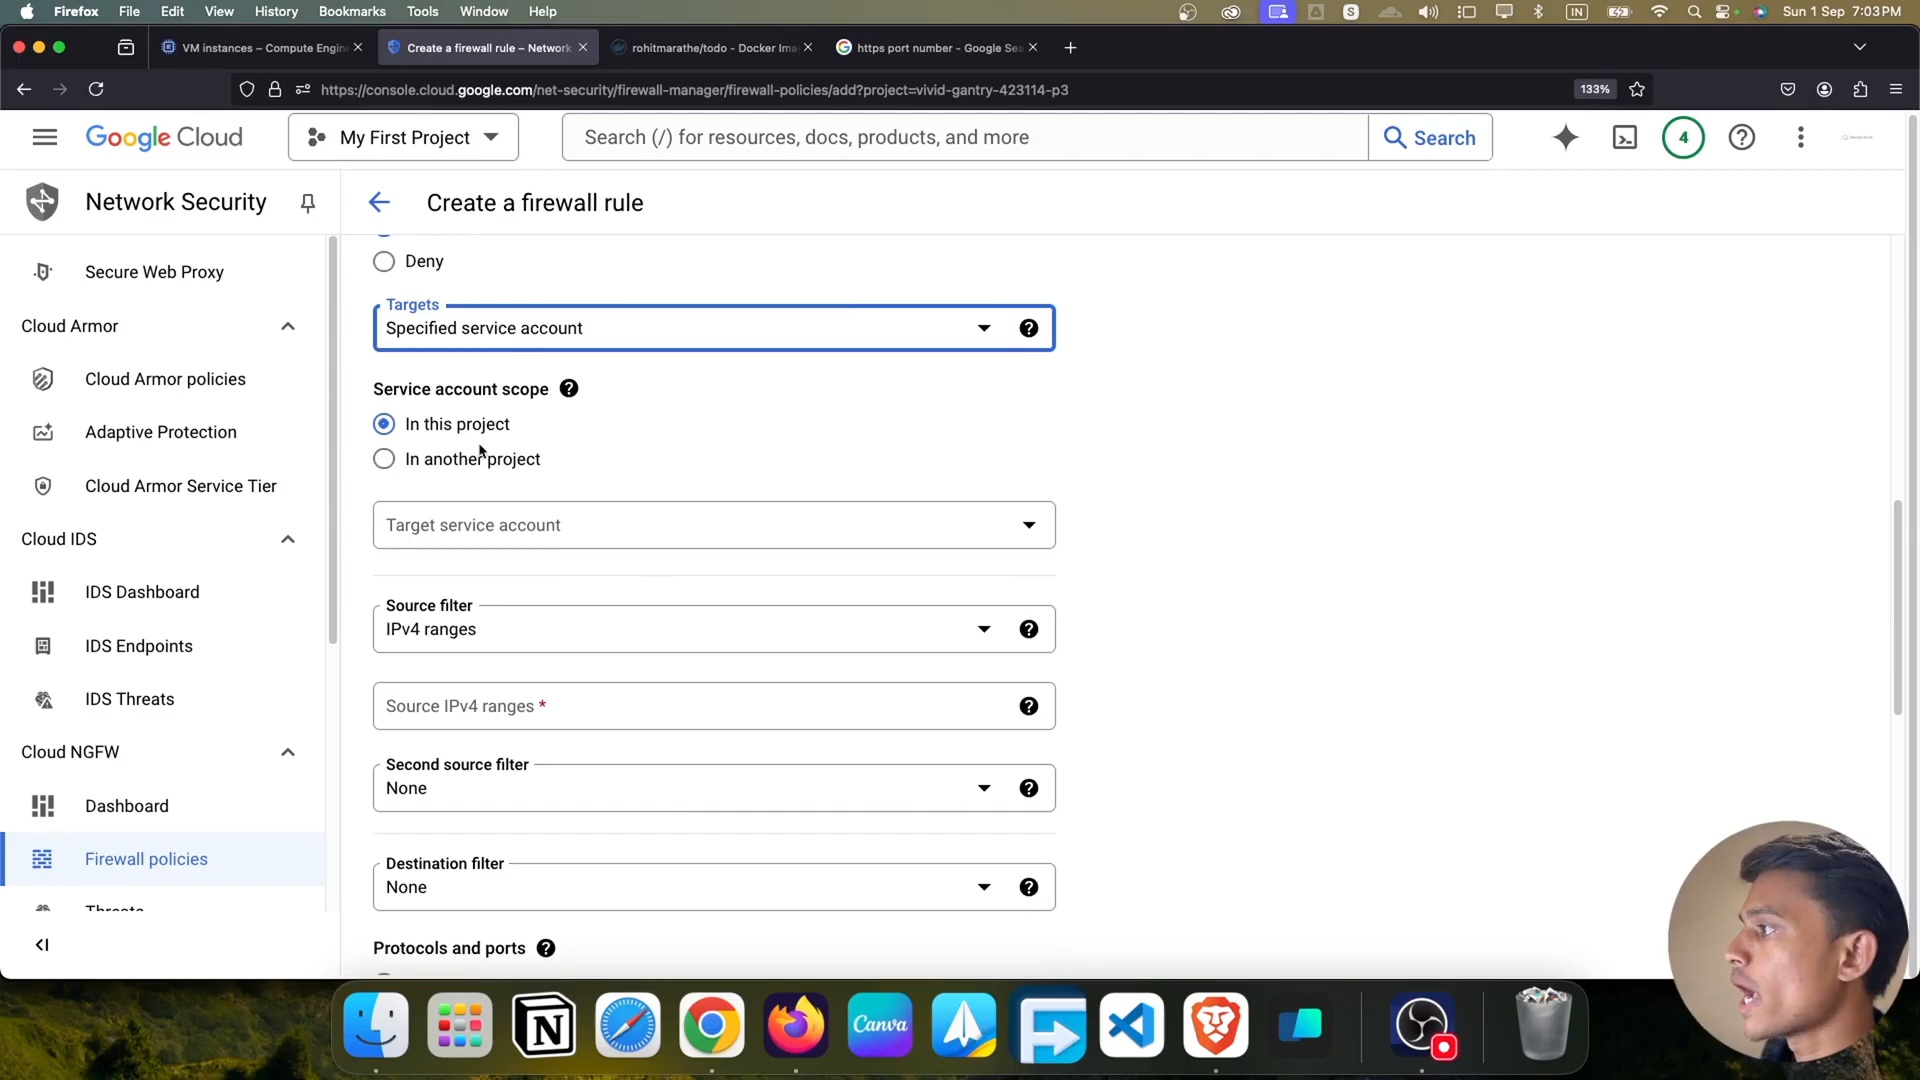 Firefox File Edit View History Bookmarks Tools Window Help
S IN Sun 1 Sep 7:03 PM
VM instances – Compute Engin
Create a firewall rule – Network
rohitmarathe/todo - Docker Ima
https port number - Google Sea
https://console.cloud.google.com/net-security/firewall-manager/firewall-policies/add?project=vivid-gantry-423114-p3
133%
Google Cloud
My First Project
Search (/) for resources, docs, products, and more
Search
4
Network Security
Create a firewall rule
Secure Web Proxy
Cloud Armor
Cloud Armor policies
Adaptive Protection
Cloud Armor Service Tier
Cloud IDS
IDS Dashboard
IDS Endpoints
IDS Threats
Cloud NGFW
Dashboard
Firewall policies
Threats
Deny
Targets
Specified service account
Service account scope
In this project
In another project
Target service account
Source filter
IPv4 ranges
Source IPv4 ranges *
Second source filter
None
Destination filter
None
Protocols and ports
Canva